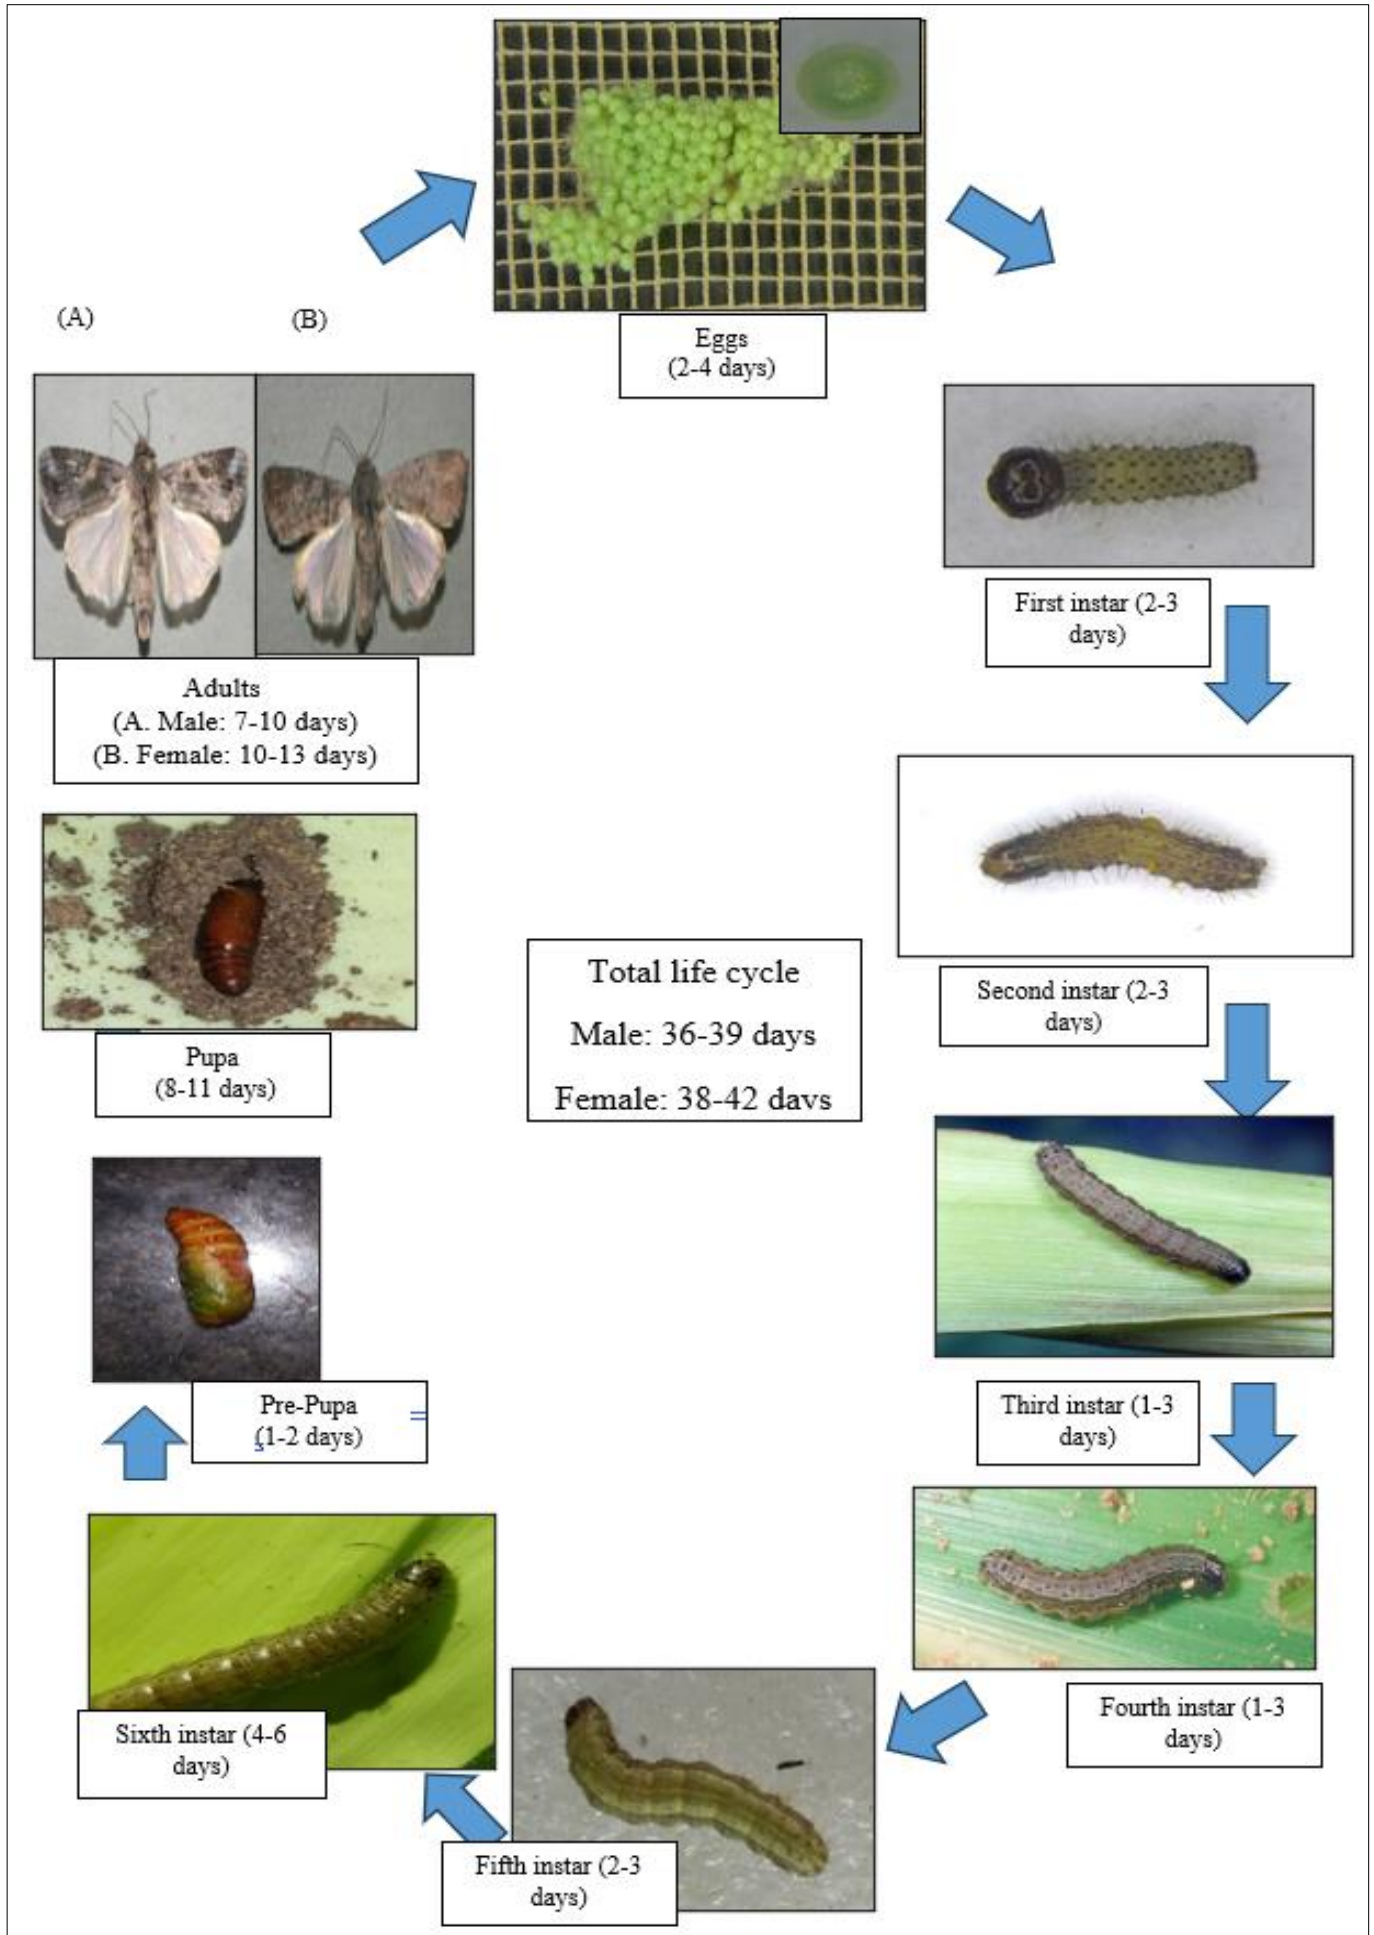 Eggs
(2-4 days)
(A)
(B)
First instar (2-3
days)
Adults
(A. Male: 7-10 days)
(B. Female: 10-13 days)
Second instar (2-3
days)
Total life cycle
Male: 36-39 days
Female: 38-42 days
Pupa
(8-11 days)
Third instar (1-3
days)
Pre-Pupa
(1-2 days)
Fourth instar (1-3
days)
Sixth instar (4-6
days)
Fifth instar (2-3
days)